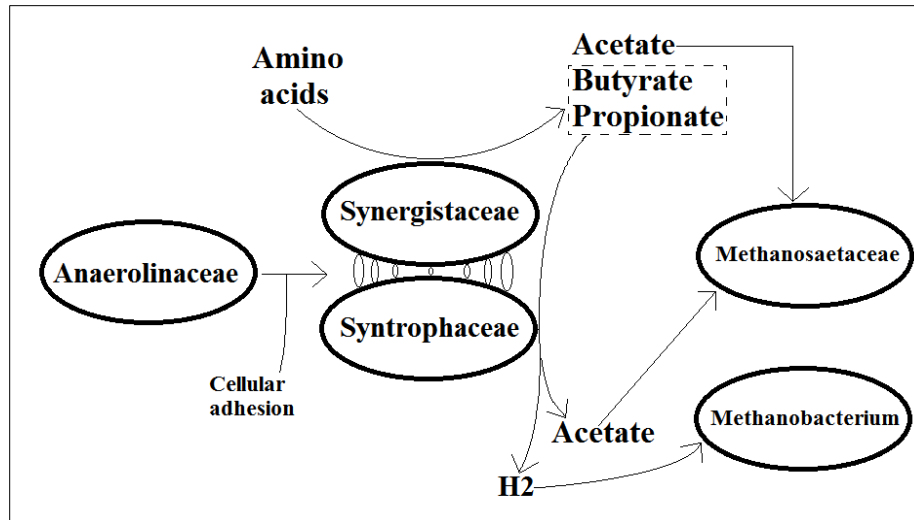 Amino
acids
Acetate
Butyrate
Propionate
Synergistaceae
Anaerolinaceae
Methanosaetaceae
Syntrophaceae
Cellular
adhesion
Acetate
Methanobacterium
H2